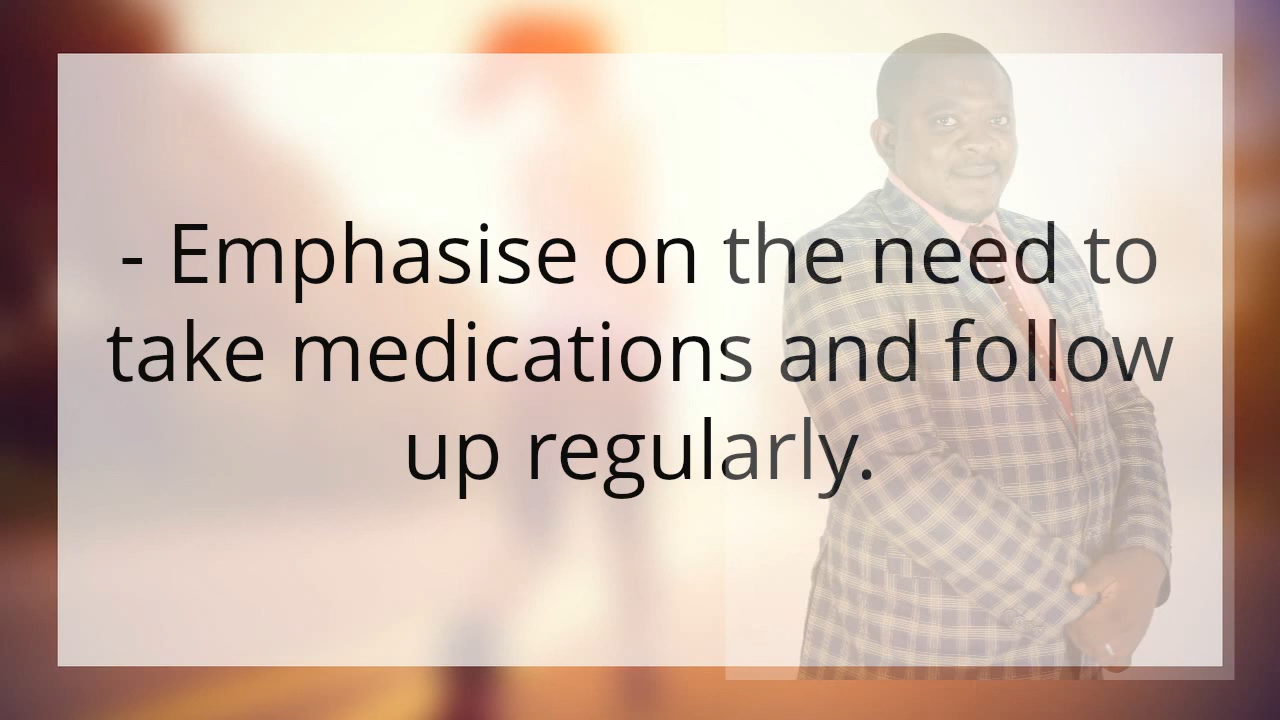 - Emphasise on the need to
take medications and follow
up regularly.